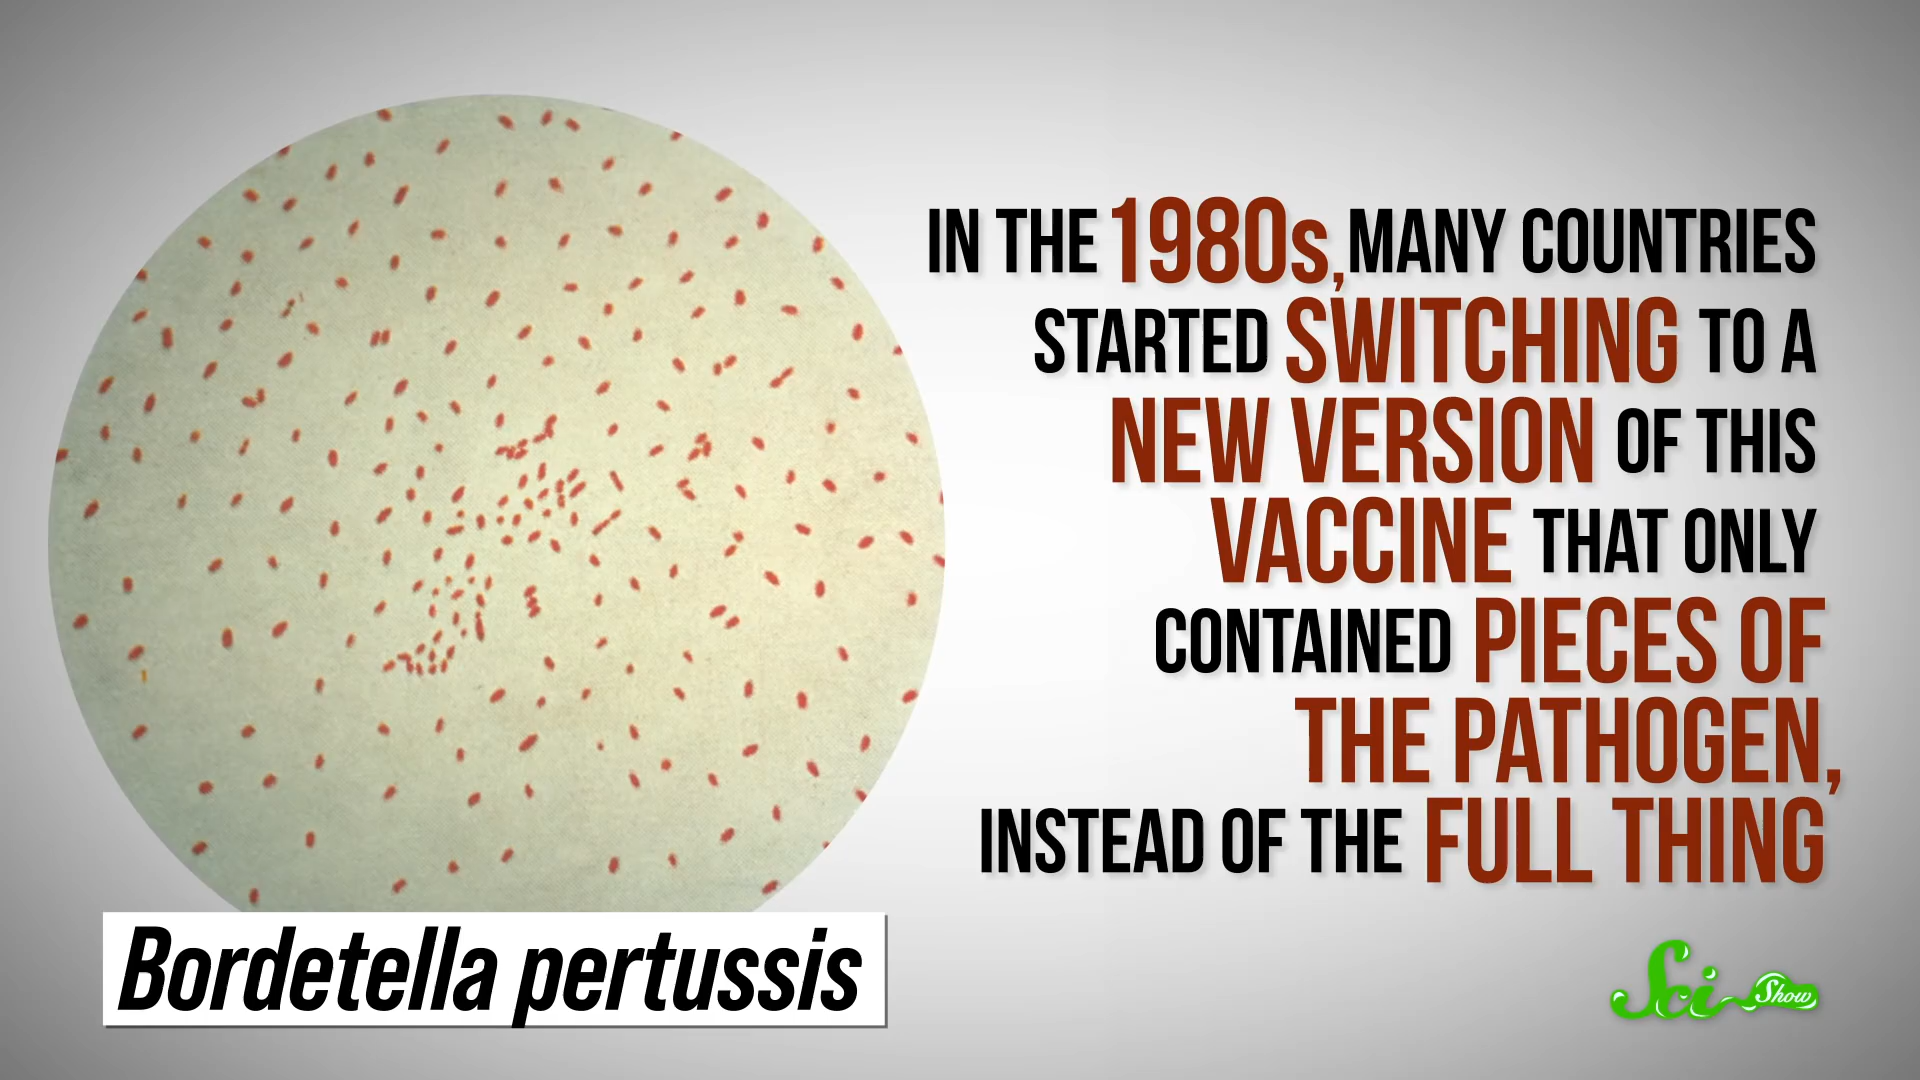 IN THE 1980s, MANY COUNTRIES
STARTED SWITCHING TO A
NEW VERSION OF THIS
VACCINE THAT ONLY
CONTAINED PIECES OF
THE PATHOGEN,
INSTEAD OF THE FULL THING
Bordetella pertussis
Sci Show